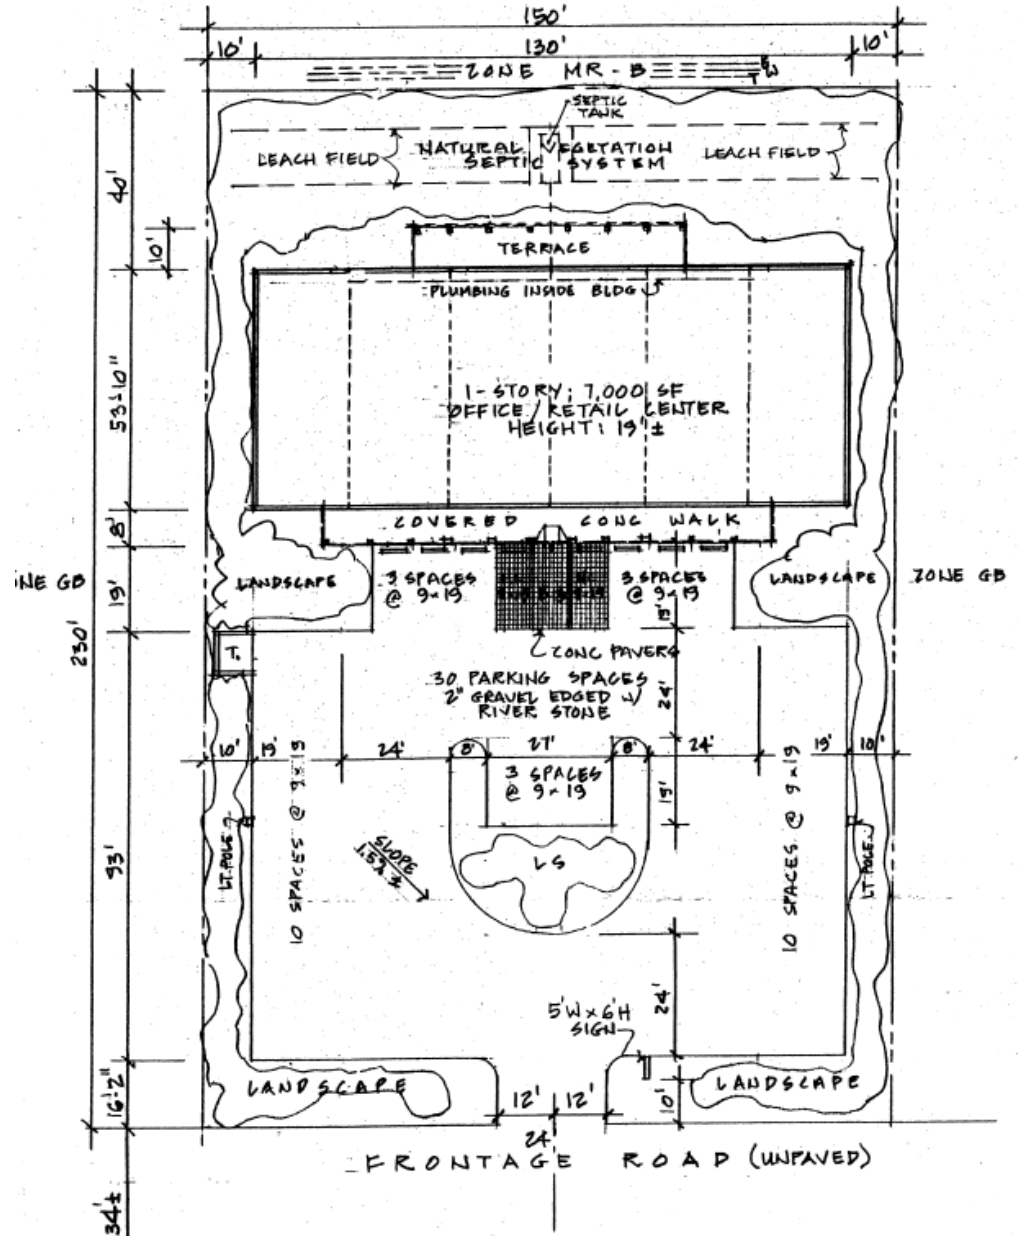 150'
10'
130'
10'
ZONE MR-B
E
T W
SEPTIC
TANK
LEACH FIELD
NATURAL VEGETATION
SEPTIC SYSTEM
LEACH FIELD
40'
10'
TERRACE
PLUMBING INSIDE BLDG
53'-10"
1-STORY; 7,000 SF
OFFICE / RETAIL CENTER
HEIGHT: 19' ±
8'
COVERED CONC WALK
NE GB
19'
LANDSCAPE
3 SPACES
@ 9×19
3 SPACES
@ 9×19
LANDSCAPE
ZONE GB
19'
230'
T.
CONC PAVERS
30 PARKING SPACES
2" GRAVEL EDGED W/
RIVER STONE
24'
10'
19'
24'
8'
27'
8'
24'
19'
10'
3 SPACES
@ 9×19
19'
10 SPACES @ 9×19
10 SPACES @ 9×19
LT. POLE
LT. POLE
93'
SLOPE
1.5% ±
LS
24'
5'W×6'H
SIGN
LANDSCAPE
LANDSCAPE
16'-2"
12'
12'
10'
24'
FRONTAGE ROAD (UNPAVED)
34'±